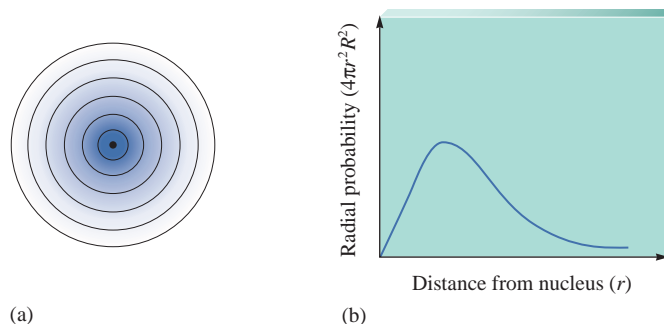 Radial probability (4πr²R²)
Distance from nucleus (r)
(a)
(b)